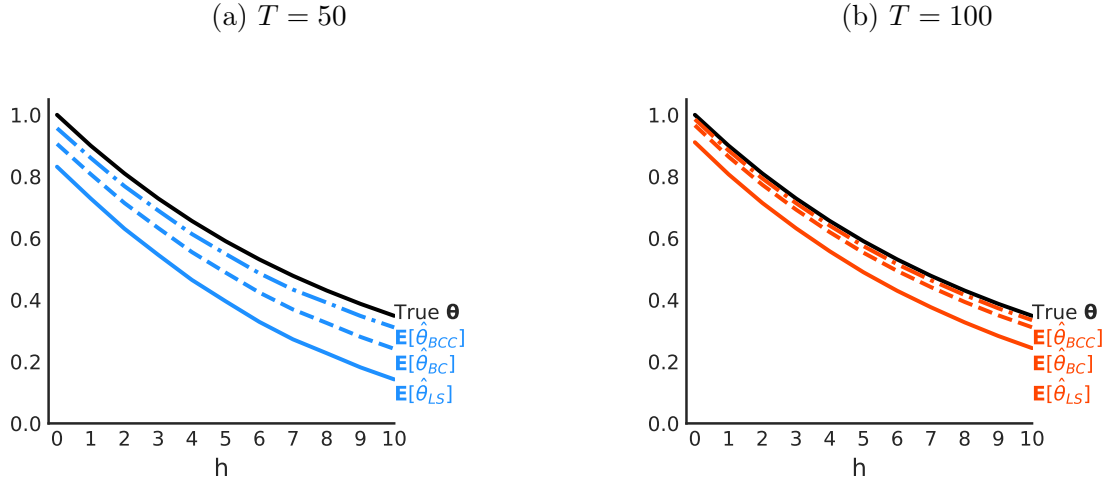 (a) T = 50
1.0
0.8
0.6
0.4
0.2
0.0
True θ
E[θ̂_BCC]
E[θ̂_BC]
E[θ̂_LS]
0 1 2 3 4 5 6 7 8 9 10
h
(b) T = 100
1.0
0.8
0.6
0.4
0.2
0.0
True θ
E[θ̂_BCC]
E[θ̂_BC]
E[θ̂_LS]
0 1 2 3 4 5 6 7 8 9 10
h